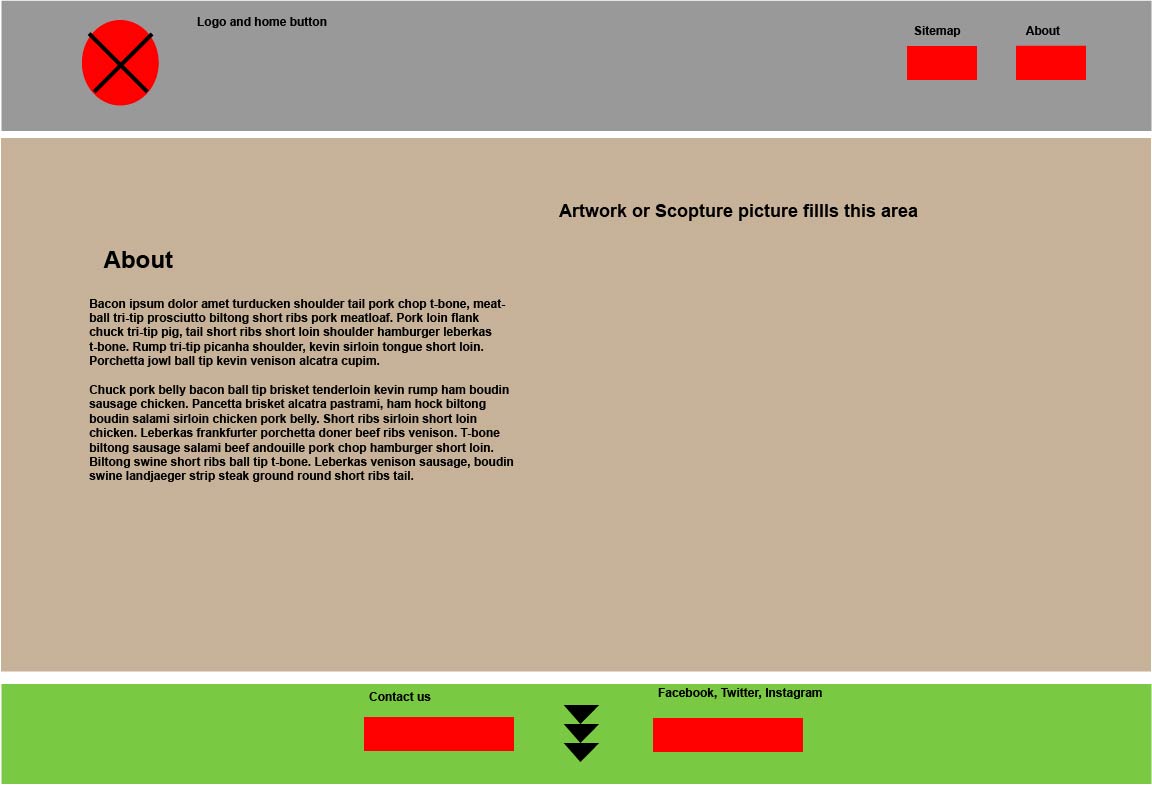 Logo and home button
Sitemap
About
Artwork or Scopture picture fillls this area
About
Bacon ipsum dolor amet turducken shoulder tail pork chop t-bone, meat-
ball tri-tip prosciutto biltong short ribs pork meatloaf. Pork loin flank
chuck tri-tip pig, tail short ribs short loin shoulder hamburger leberkas
t-bone. Rump tri-tip picanha shoulder, kevin sirloin tongue short loin.
Porchetta jowl ball tip kevin venison alcatra cupim.
Chuck pork belly bacon ball tip brisket tenderloin kevin rump ham boudin
sausage chicken. Pancetta brisket alcatra pastrami, ham hock biltong
boudin salami sirloin chicken pork belly. Short ribs sirloin short loin
chicken. Leberkas frankfurter porchetta doner beef ribs venison. T-bone
biltong sausage salami beef andouille pork chop hamburger short loin.
Biltong swine short ribs ball tip t-bone. Leberkas venison sausage, boudin
swine landjaeger strip steak ground round short ribs tail.
Contact us
Facebook, Twitter, Instagram